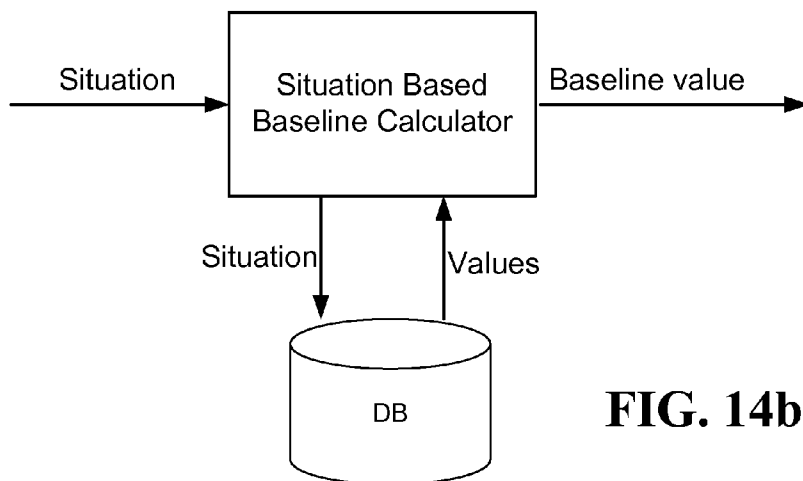 Situation
Situation Based
Baseline Calculator
Baseline value
Situation
Values
DB
FIG. 14b